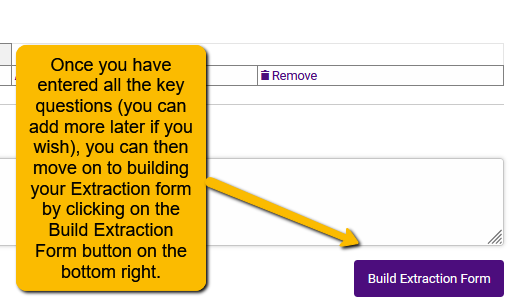 Remove
Once you have
entered all the key
questions (you can
add more later if you
wish), you can then
move on to building
your Extraction form
by clicking on the
Build Extraction
Form button on the
bottom right.
Build Extraction Form